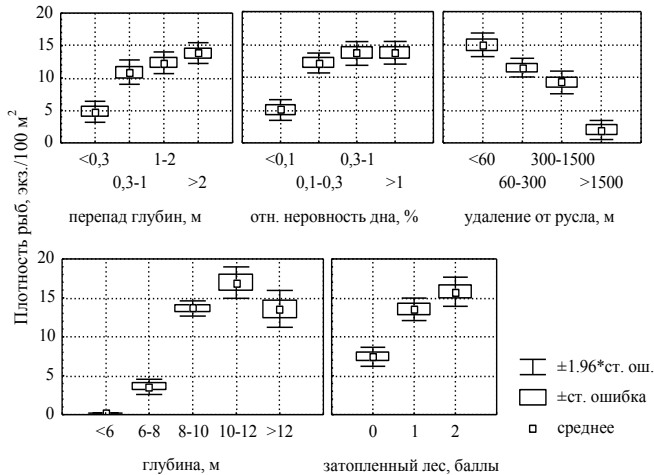 Плотность рыб, экз./100 м²
20
15
10
5
0
<0,3 1-2
0,3-1 >2
перепад глубин, м
<0,1 0,3-1
0,1-0,3 >1
отн. неровность дна, %
<60 300-1500
60-300 >1500
удаление от русла, м
20
15
10
5
0
<6 6-8 8-10 10-12 >12
глубина, м
0 1 2
затопленный лес, баллы
±1.96*ст. ош.
±ст. ошибка
среднее